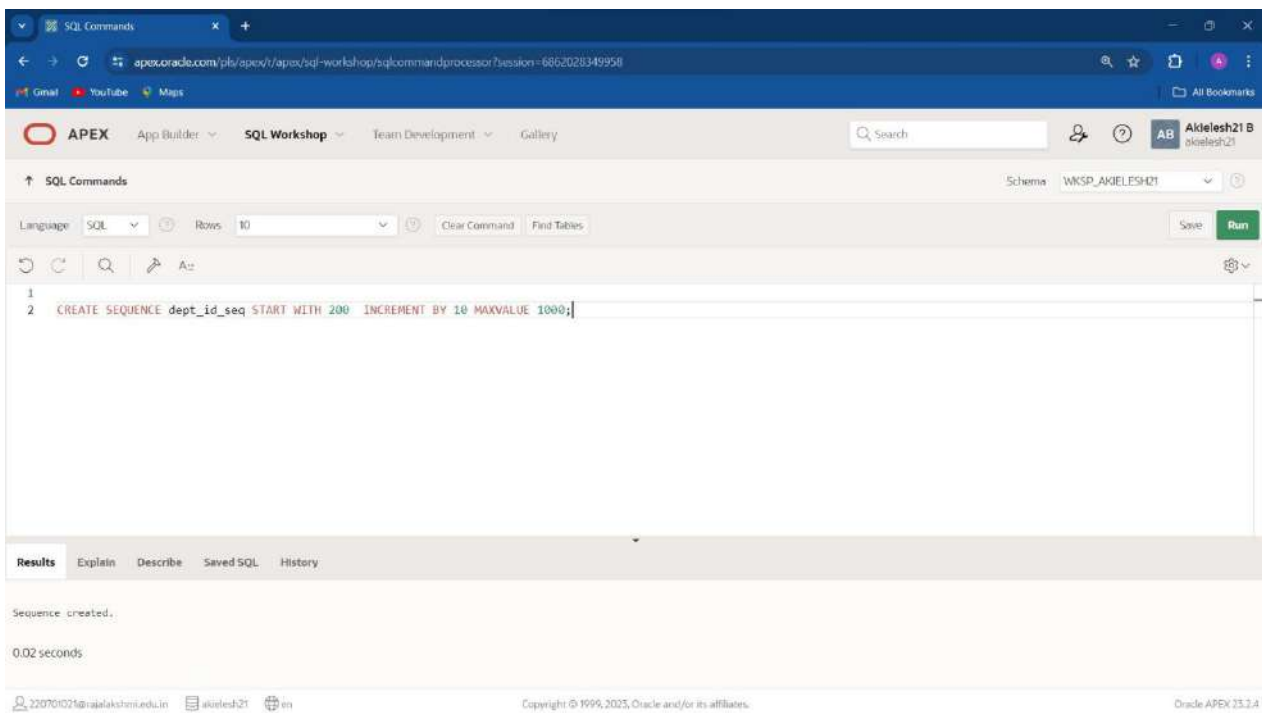 SQL Commands
apex.oracle.com/pls/apex/r/apex/sql-workshop/sqlcommandprocessor?session=6862028349958
Gmail YouTube Maps All Bookmarks
APEX App Builder SQL Workshop Team Development Gallery Search AB Akielesh21 B
akielesh21
SQL Commands Schema WKSP_AKIELESH21
Language SQL Rows 10 Clear Command Find Tables Save Run
1
2 CREATE SEQUENCE dept_id_seq START WITH 200 INCREMENT BY 10 MAXVALUE 1000;
Results Explain Describe Saved SQL History
Sequence created.
0.02 seconds
220701021@rajalakshmi.edu.in akielesh21 en Copyright © 1999, 2023, Oracle and/or its affiliates. Oracle APEX 23.2.4